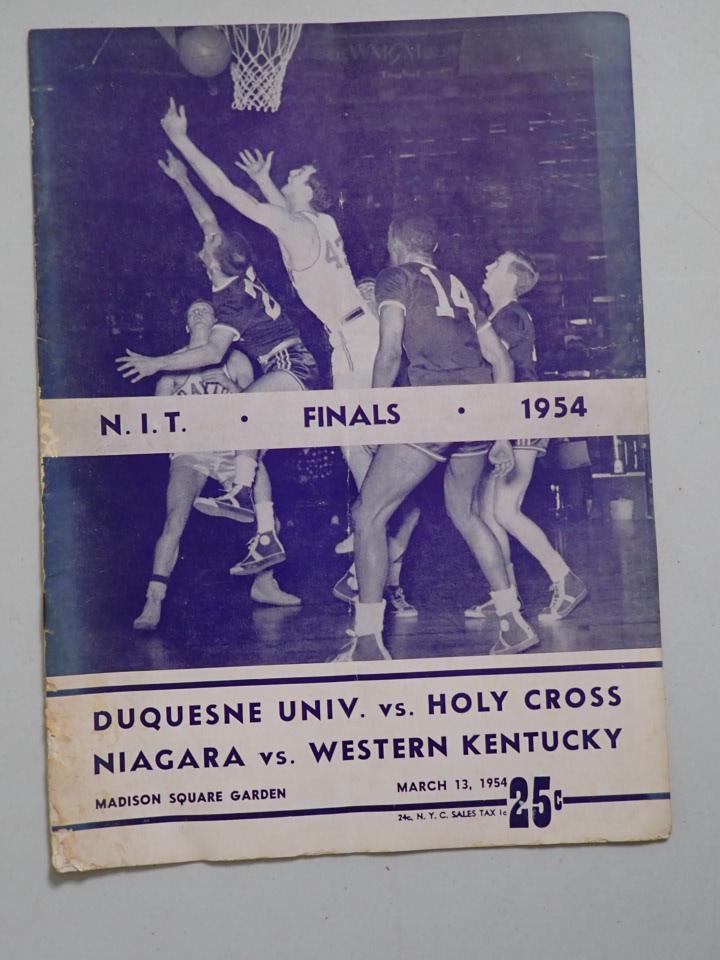 14
N. I. T. • FINALS • 1954
DUQUESNE UNIV. vs. HOLY CROSS
NIAGARA vs. WESTERN KENTUCKY
MADISON SQUARE GARDEN
MARCH 13, 1954
24c, N. Y. C. SALES TAX 1c
25c